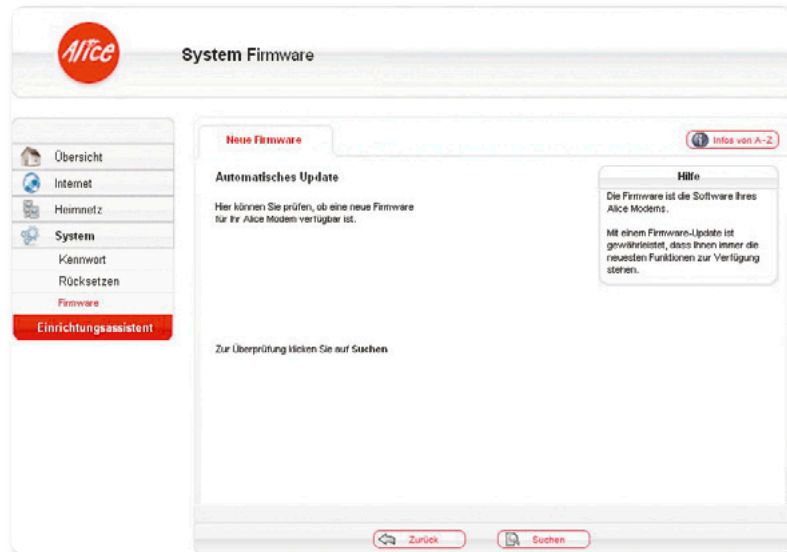 Alice
System Firmware
Übersicht
Internet
Heimnetz
System
Kennwort
Rücksetzen
Firmware
Einrichtungsassistent
Neue Firmware
Infos von A-Z
Automatisches Update
Hier können Sie prüfen, ob eine neue Firmware
für Ihr Alice Modem verfügbar ist.
Zur Überprüfung klicken Sie auf Suchen
Hilfe
Die Firmware ist die Software Ihres
Alice Modems.
Mit einem Firmware-Update ist
gewährleistet, dass Ihnen immer die
neuesten Funktionen zur Verfügung
stehen.
Zurück
Suchen